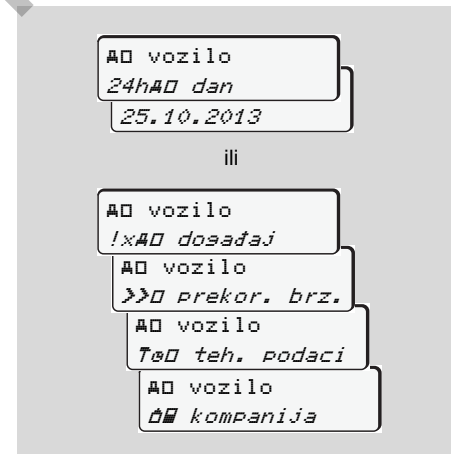 A▯ vozilo
24hA▯ dan
25.10.2013
ili
A▯ vozilo
!xA▯ događaj
A▯ vozilo
>>▯ prekor. brz.
A▯ vozilo
T⊙▯ teh. podaci
A▯ vozilo
kompanija